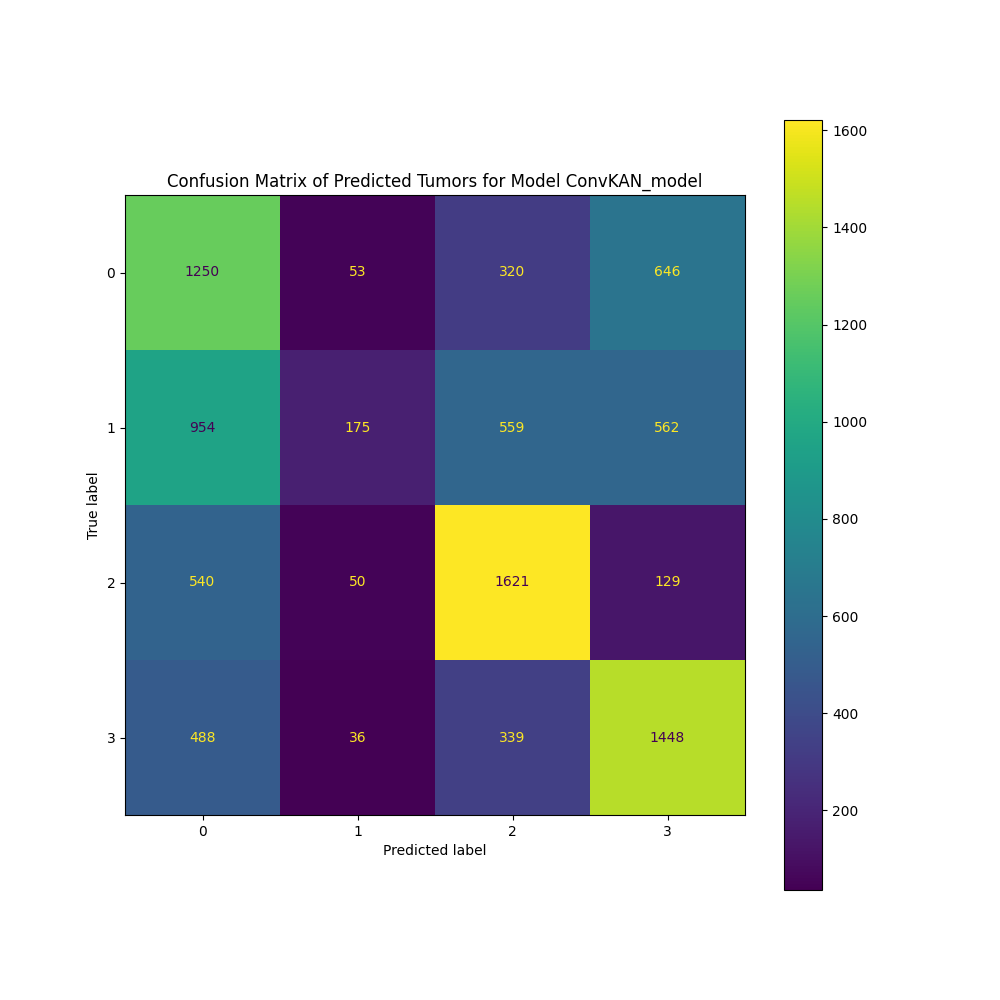 Confusion Matrix of Predicted Tumors for Model ConvKAN_model
True label
0 1250 53 320 646
1 954 175 559 562
2 540 50 1621 129
3 488 36 339 1448
0 1 2 3
Predicted label
1600
1400
1200
1000
800
600
400
200